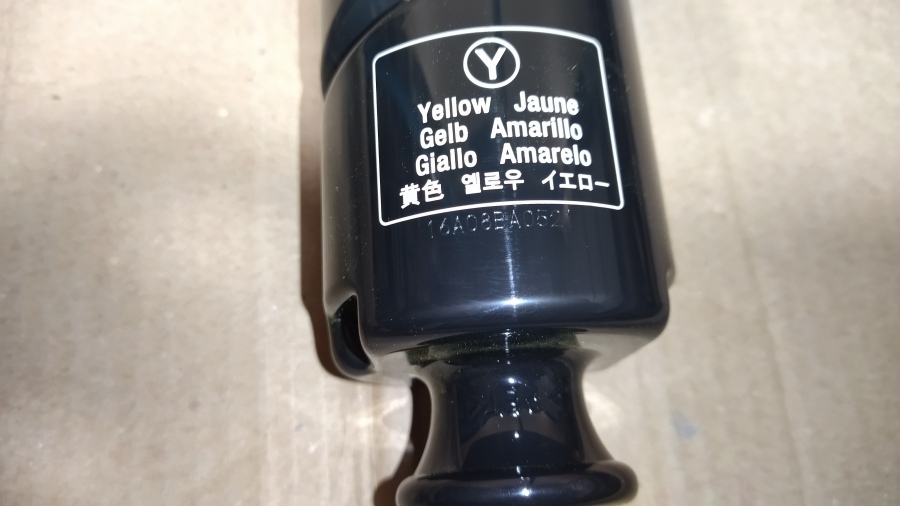 Y
Yellow Jaune
Gelb Amarillo
Giallo Amarelo
黄色 옐로우 イエロー